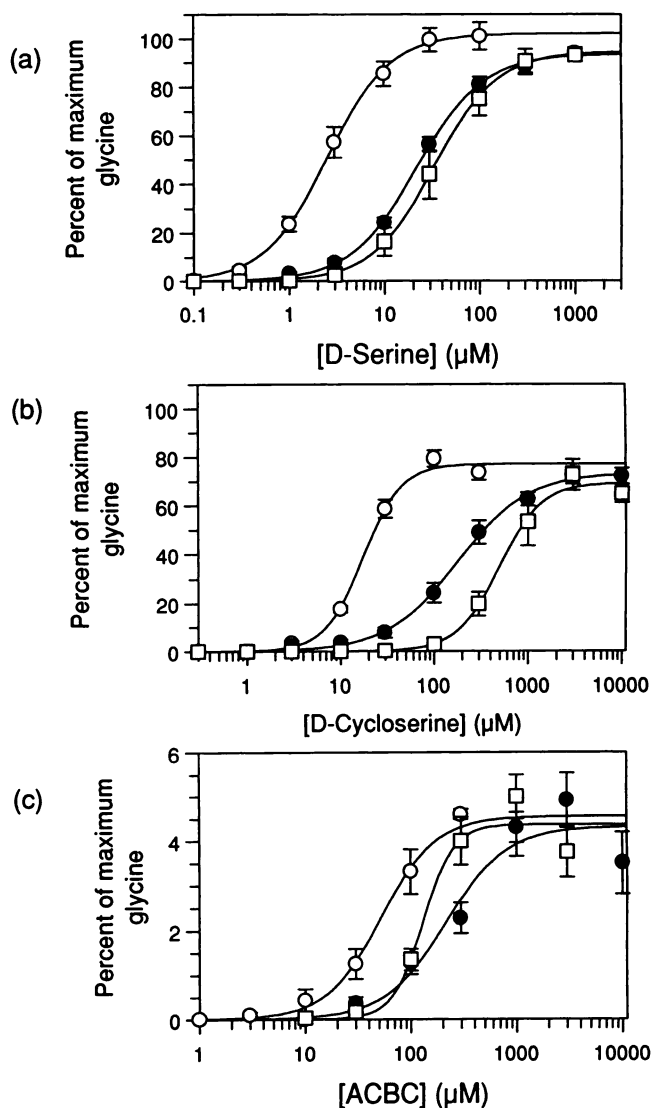 (a)
Percent of maximum
glycine
100
80
60
40
20
0
0.1
1
10
100
1000
[D-Serine] (μM)
(b)
Percent of maximum
glycine
100
80
60
40
20
0
1
10
100
1000
10000
[D-Cycloserine] (μM)
(c)
Percent of maximum
glycine
6
4
2
0
1
10
100
1000
10000
[ACBC] (μM)